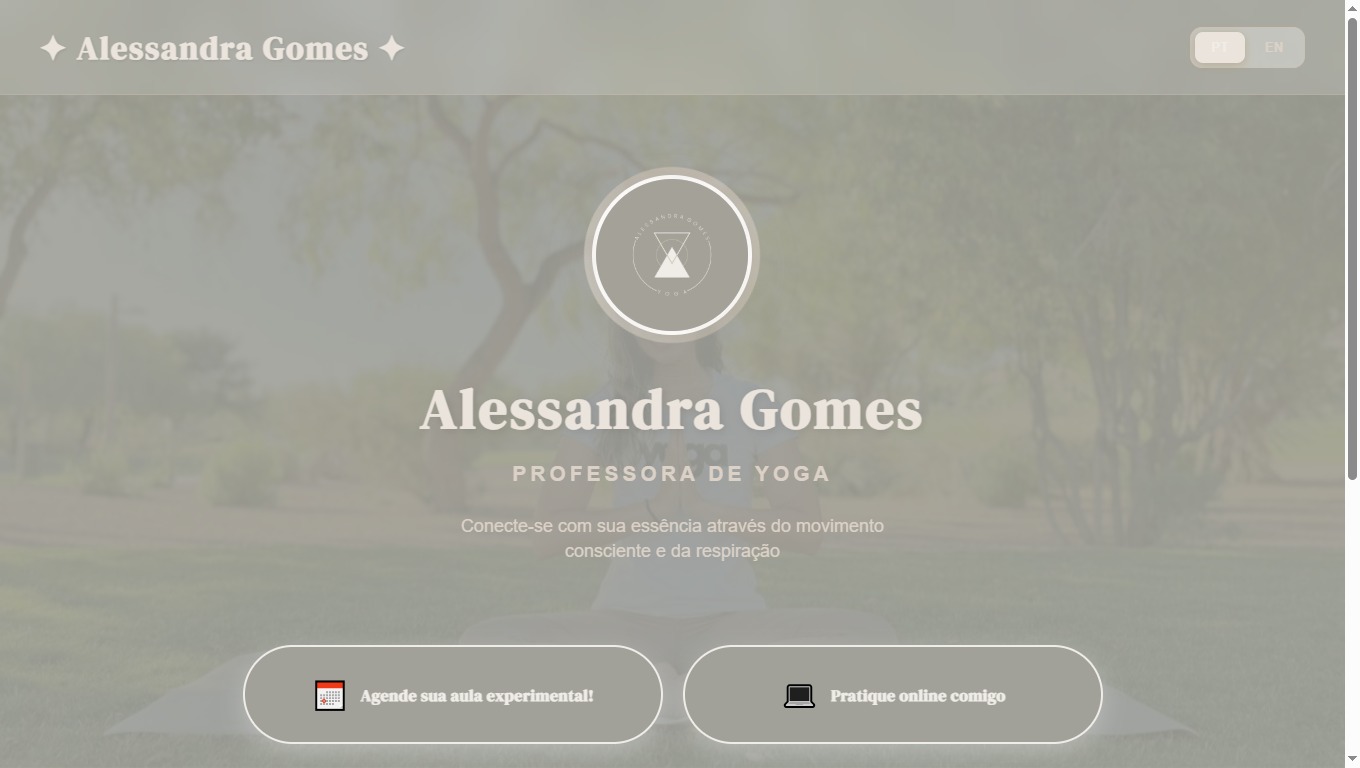 ✦ Alessandra Gomes ✦
PT
EN
ALESSANDRA GOMES
YOGA
Alessandra Gomes
PROFESSORA DE YOGA
Conecte-se com sua essência através do movimento
consciente e da respiração
Agende sua aula experimental!
Pratique online comigo